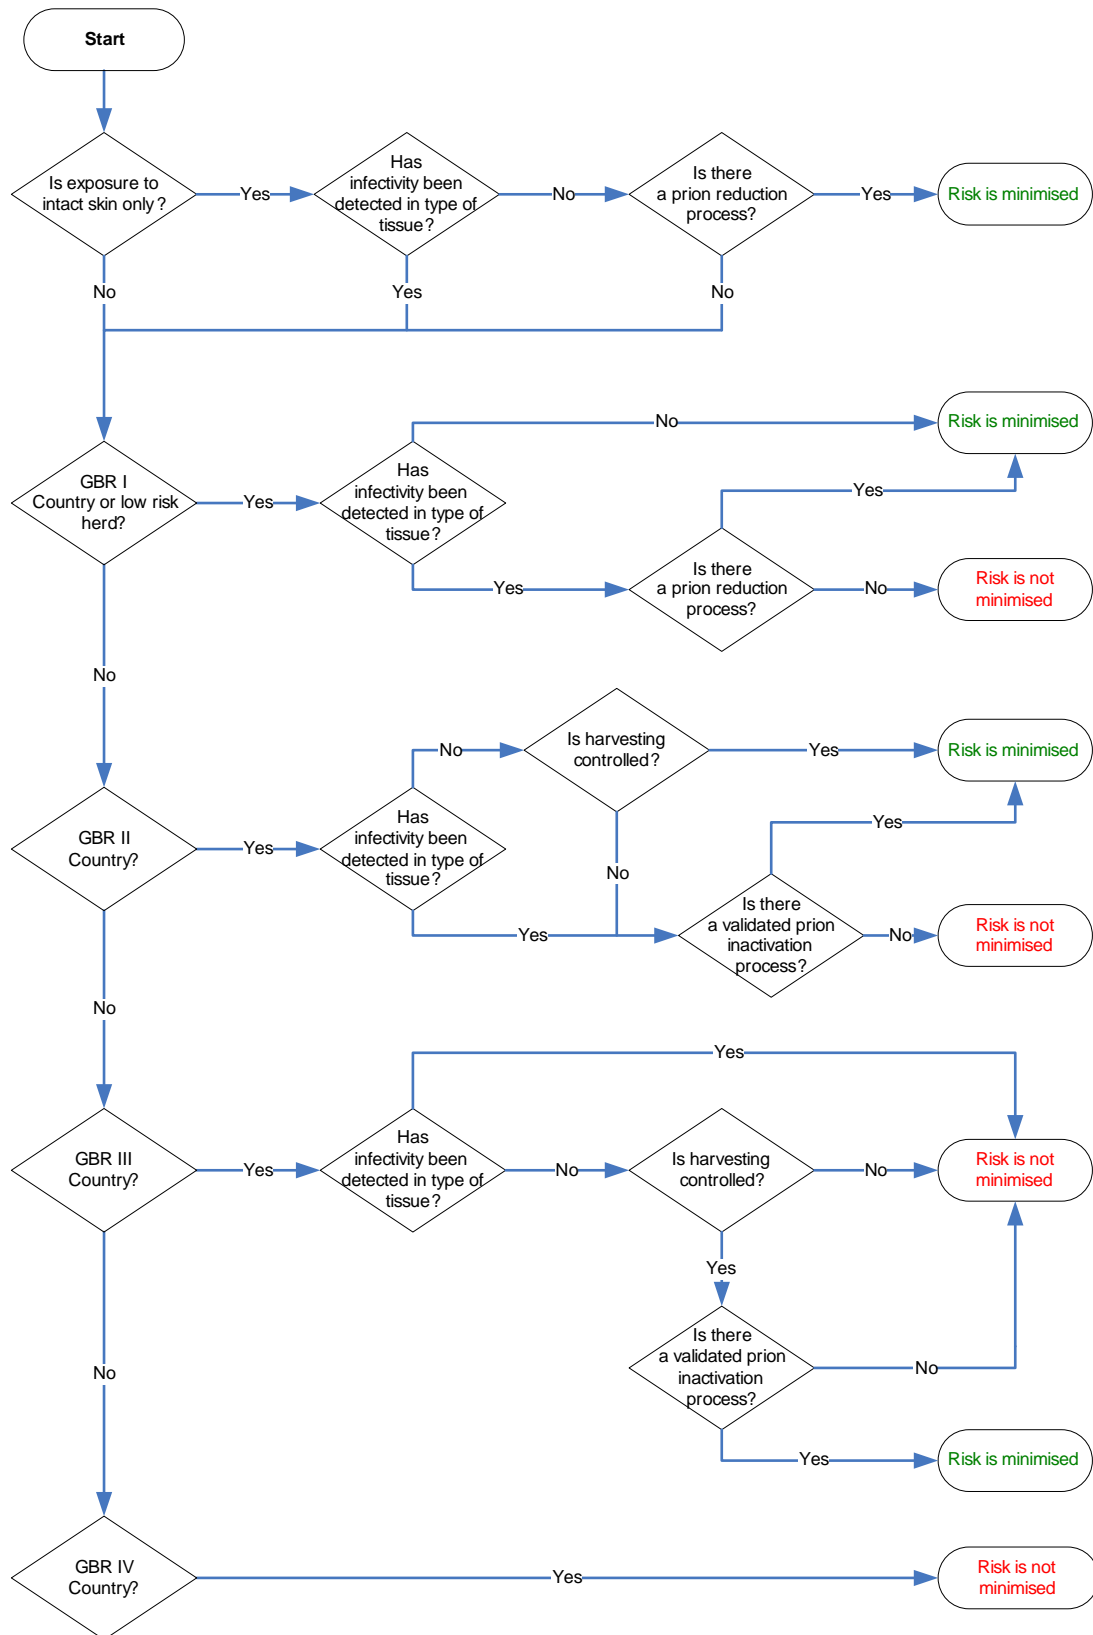 Start
Is exposure to
intact skin only?
Yes
Has
infectivity been
detected in type of
tissue?
No
Is there
a prion reduction
process?
Yes
Risk is minimised
No
Yes
No
GBR I
Country or low risk
herd?
Yes
Has
infectivity been
detected in type of
tissue?
No
Risk is minimised
Yes
Yes
Is there
a prion reduction
process?
No
Risk is not
minimised
No
GBR II
Country?
Yes
Has
infectivity been
detected in type of
tissue?
No
Is harvesting
controlled?
Yes
Risk is minimised
No
Yes
Yes
Is there
a validated prion
inactivation
process?
No
Risk is not
minimised
No
GBR III
Country?
Yes
Has
infectivity been
detected in type of
tissue?
Yes
No
Is harvesting
controlled?
No
Risk is not
minimised
Yes
Is there
a validated prion
inactivation
process?
No
Yes
Risk is minimised
No
GBR IV
Country?
Yes
Risk is not
minimised